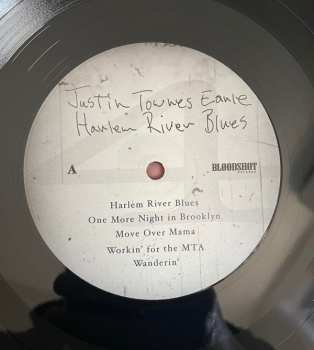 Justin Townes Earle
Harlem River Blues
A
BLOODSHOT
RECORDS
Harlem River Blues
One More Night in Brooklyn
Move Over Mama
Workin' for the MTA
Wanderin'